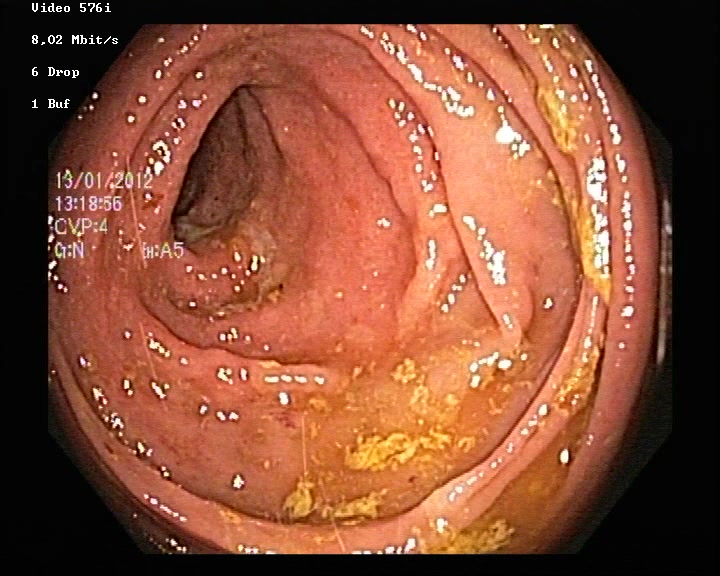 Video 576i
8,02 Mbit/s
6 Drop
1 Buf
13/01/2012
13:18:56
CVP:4
G:N
A5